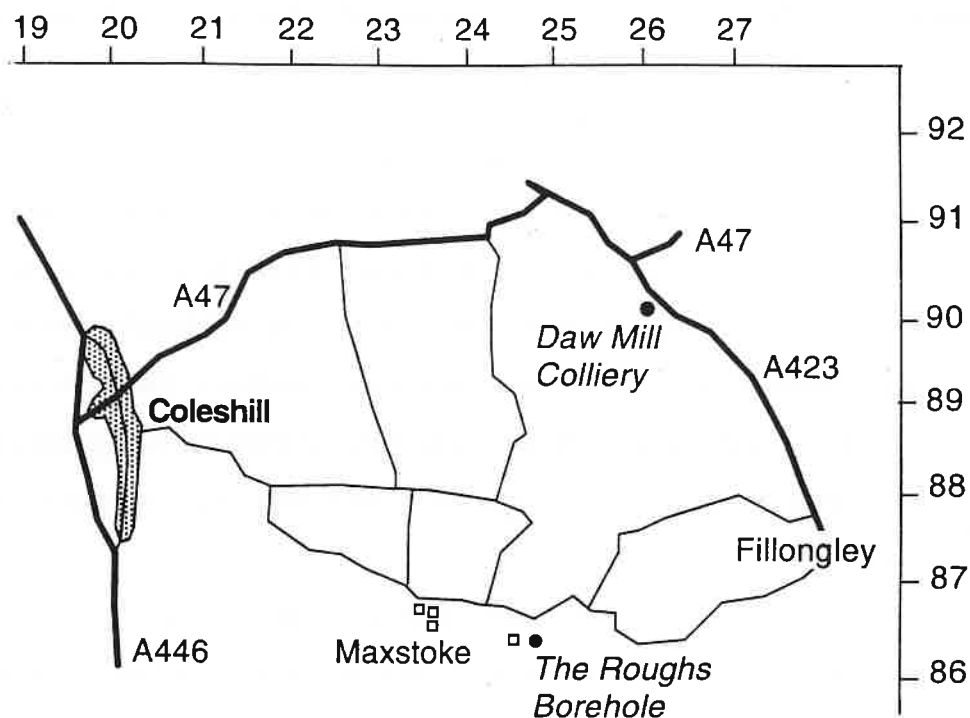 19 20 21 22 23 24 25 26 27
92
91
A47
A47
90
Daw Mill
Colliery
A423
89
Coleshill
88
Fillongley
87
Maxstoke
A446
The Roughs
Borehole
86